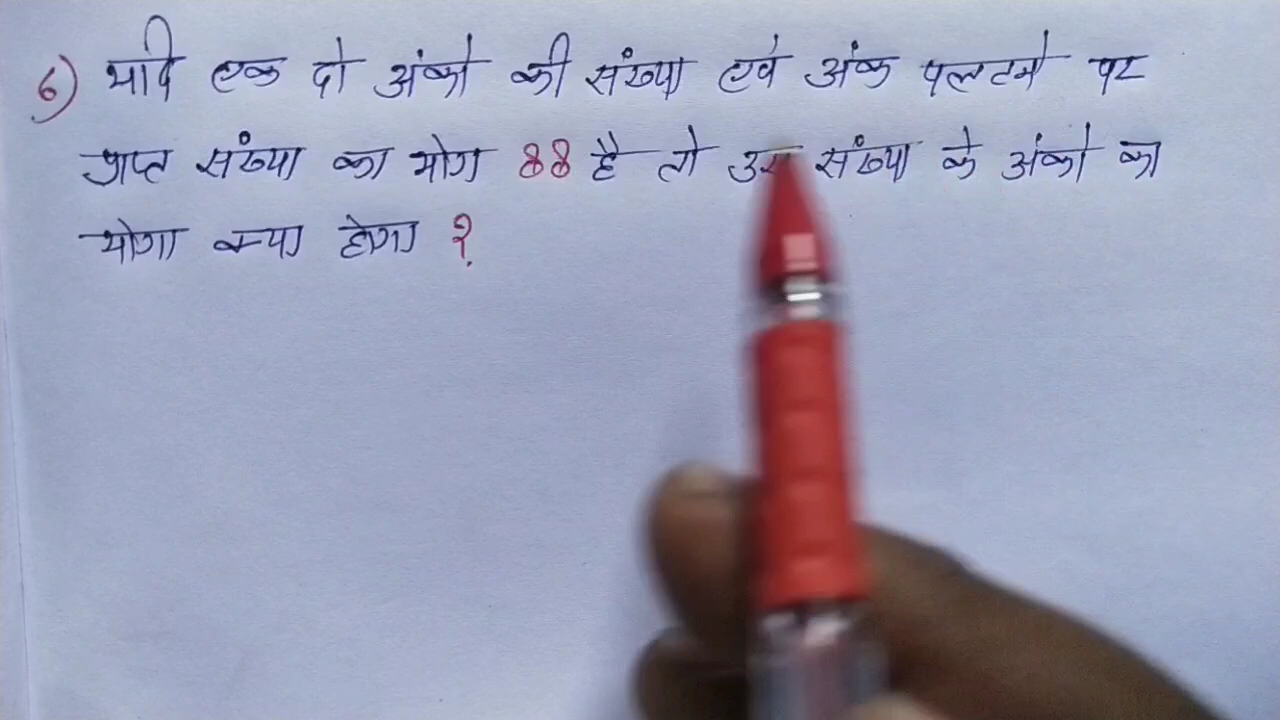 6) यदि एक दो अंको की संख्या एवं अंक पलटने पर
प्राप्त संख्या का योग 88 है तो उस संख्या के अंको का
योगा क्या होगा ?